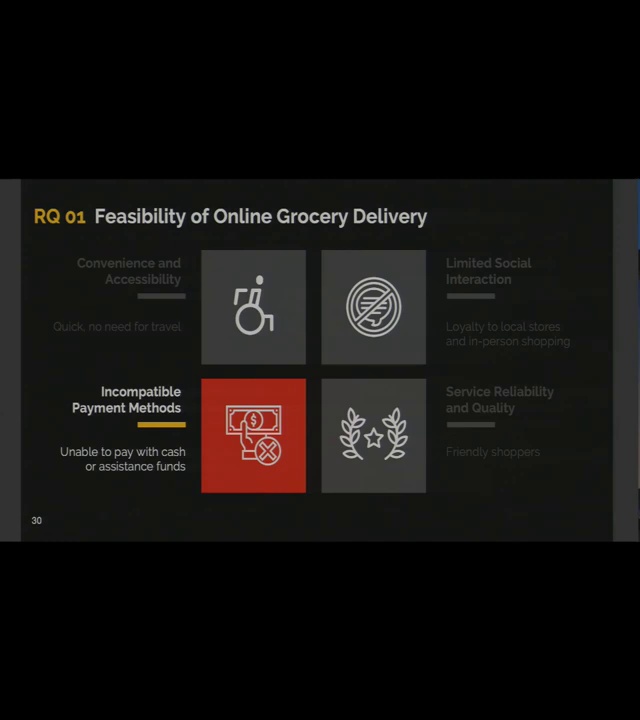 RQ 01 Feasibility of Online Grocery Delivery
Convenience and
Accessibility
Quick, no need for travel
Limited Social
Interaction
Loyalty to local stores
and in-person shopping
Incompatible
Payment Methods
Unable to pay with cash
or assistance funds
$
Service Reliability
and Quality
Friendly shoppers
30